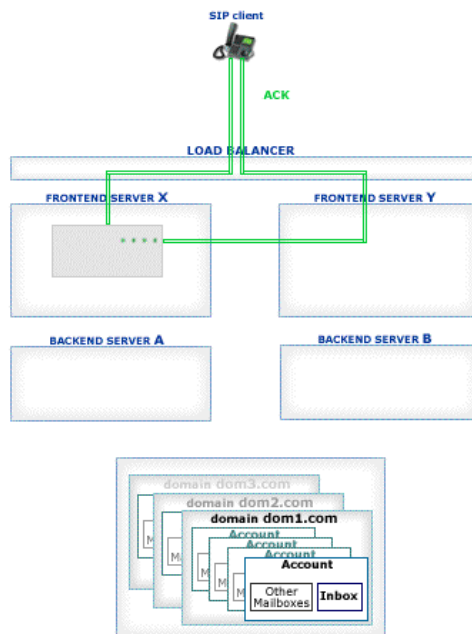 SIP client
ACK
LOAD BALANCER
FRONTEND SERVER X
FRONTEND SERVER Y
* * * *
BACKEND SERVER A
BACKEND SERVER B
domain dom3.com
domain dom2.com
domain dom1.com
Account
Account
Account
Account
Other
Mailboxes
Inbox